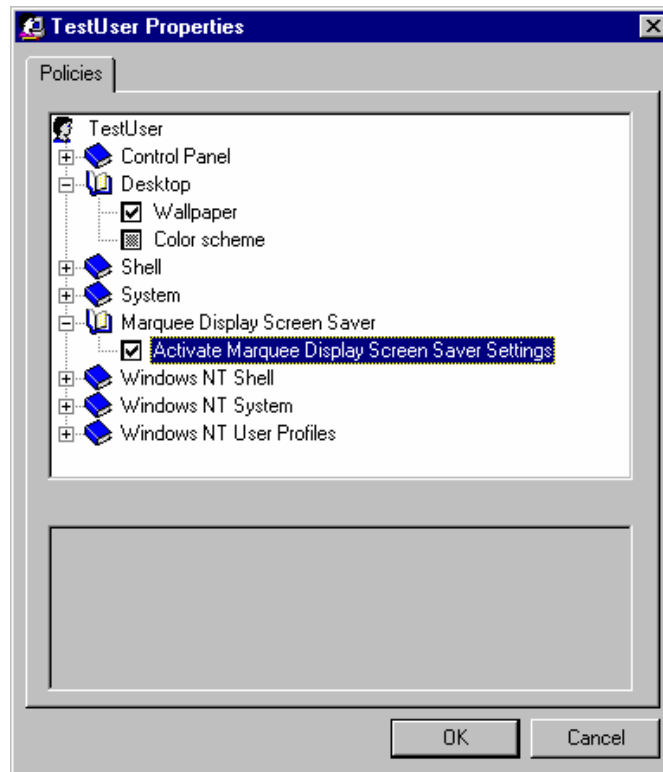 TestUser Properties
Policies
TestUser
Control Panel
Desktop
Wallpaper
Color scheme
Shell
System
Marquee Display Screen Saver
Activate Marquee Display Screen Saver Settings
Windows NT Shell
Windows NT System
Windows NT User Profiles
OK Cancel